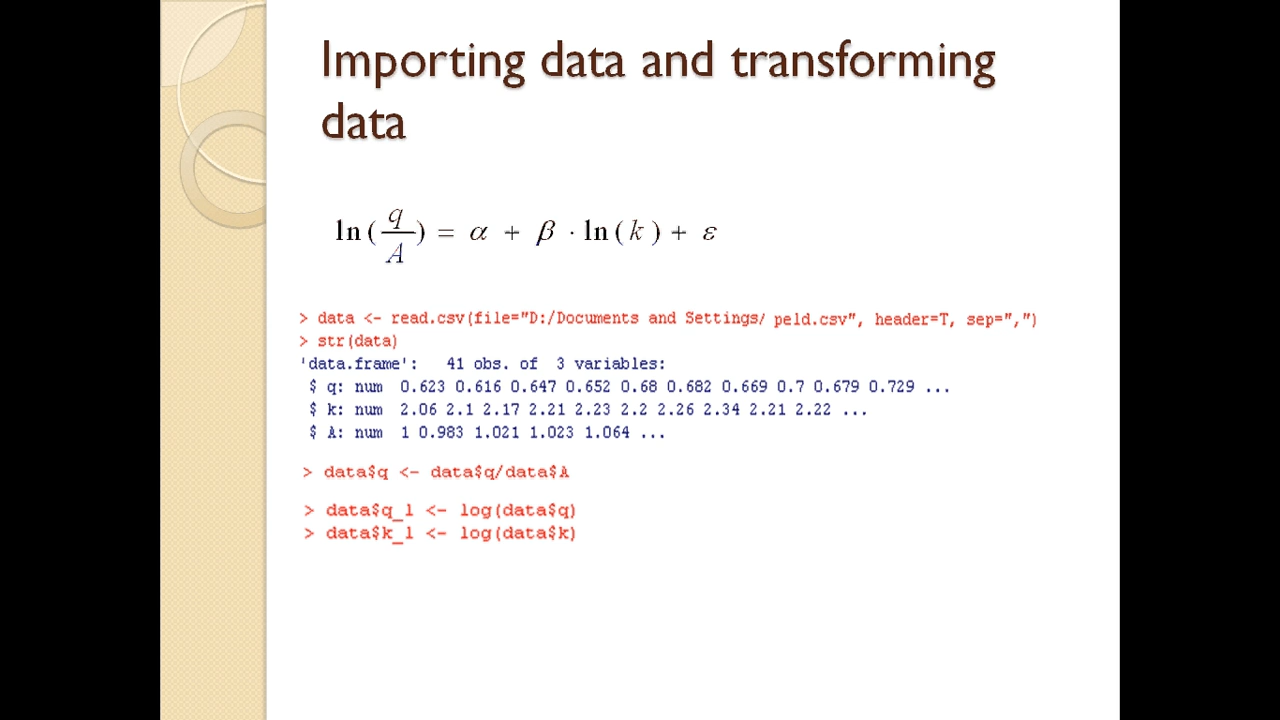 Importing data and transforming
data
ln(q/A) = α + β · ln(k) + ε
> data <- read.csv(file="D:/Documents and Settings/ peld.csv", header=T, sep=",")
> str(data)
'data.frame':   41 obs. of  3 variables:
 $ q: num  0.623 0.616 0.647 0.652 0.68 0.682 0.669 0.7 0.679 0.729 ...
 $ k: num  2.06 2.1 2.17 2.21 2.23 2.2 2.26 2.34 2.21 2.22 ...
 $ A: num  1 0.983 1.021 1.023 1.064 ...
> data$q <- data$q/data$A
> data$q_l <- log(data$q)
> data$k_l <- log(data$k)